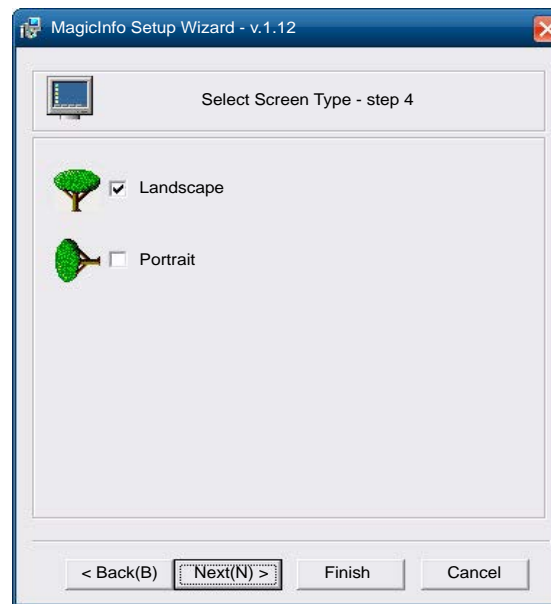 MagicInfo Setup Wizard - v.1.12
Select Screen Type - step 4
Landscape
Portrait
< Back(B) Next(N) > Finish Cancel